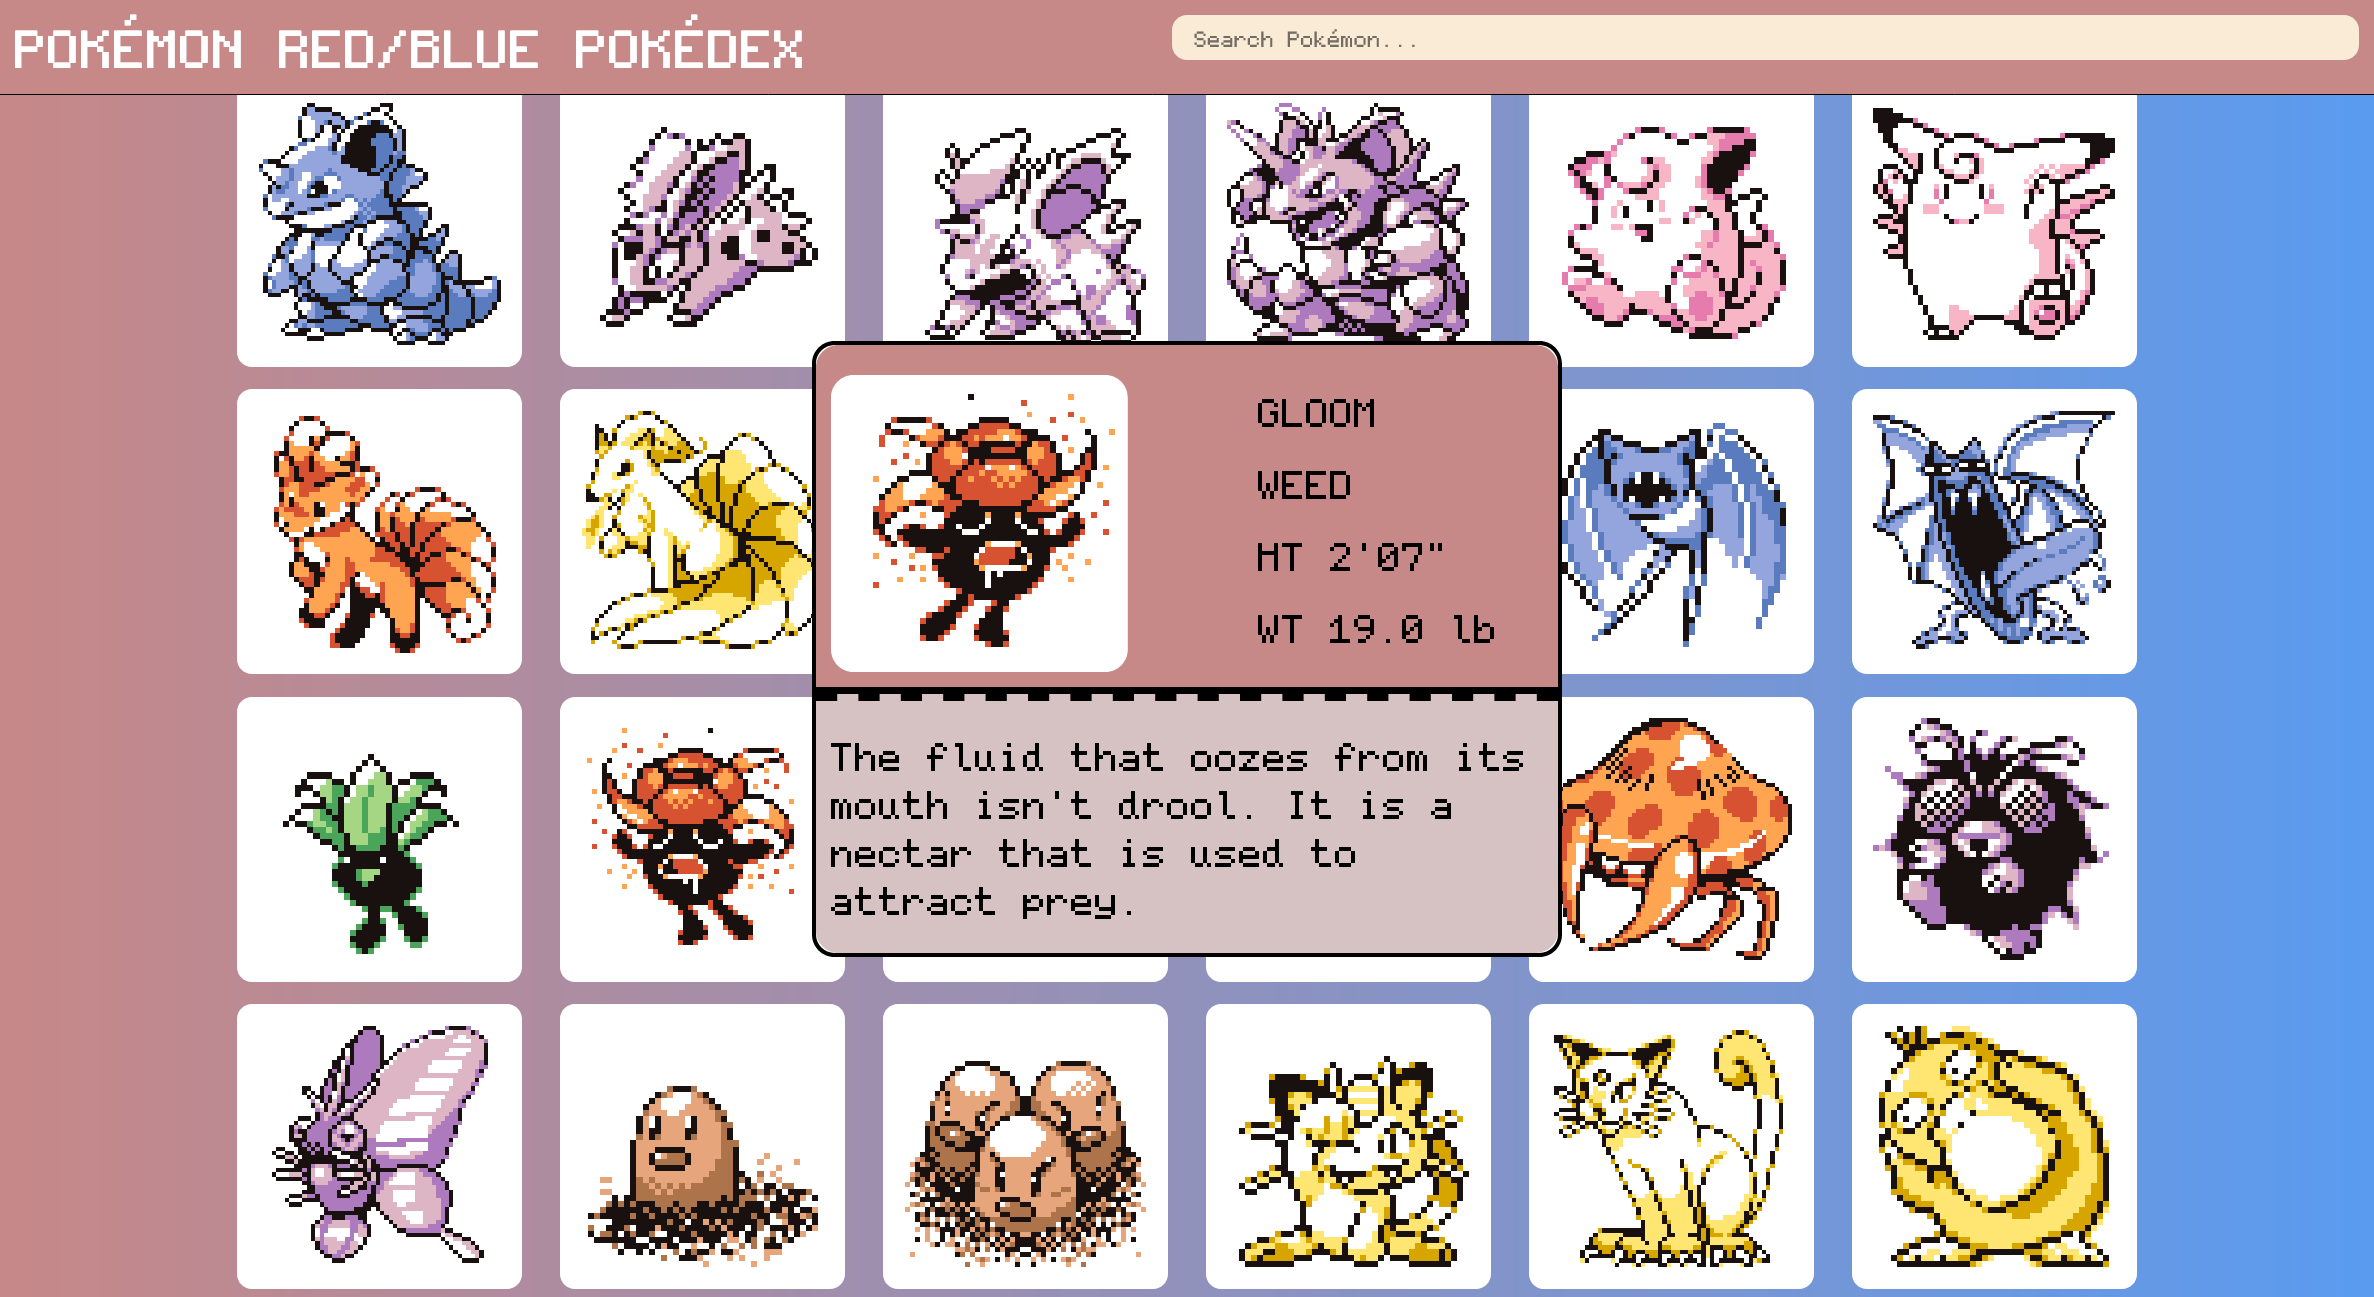 POKÉMON RED/BLUE POKÉDEX
Search Pokémon...
GLOOM
WEED
HT 2'07"
WT 19.0 lb
The fluid that oozes from its
mouth isn't drool. It is a
nectar that is used to
attract prey.